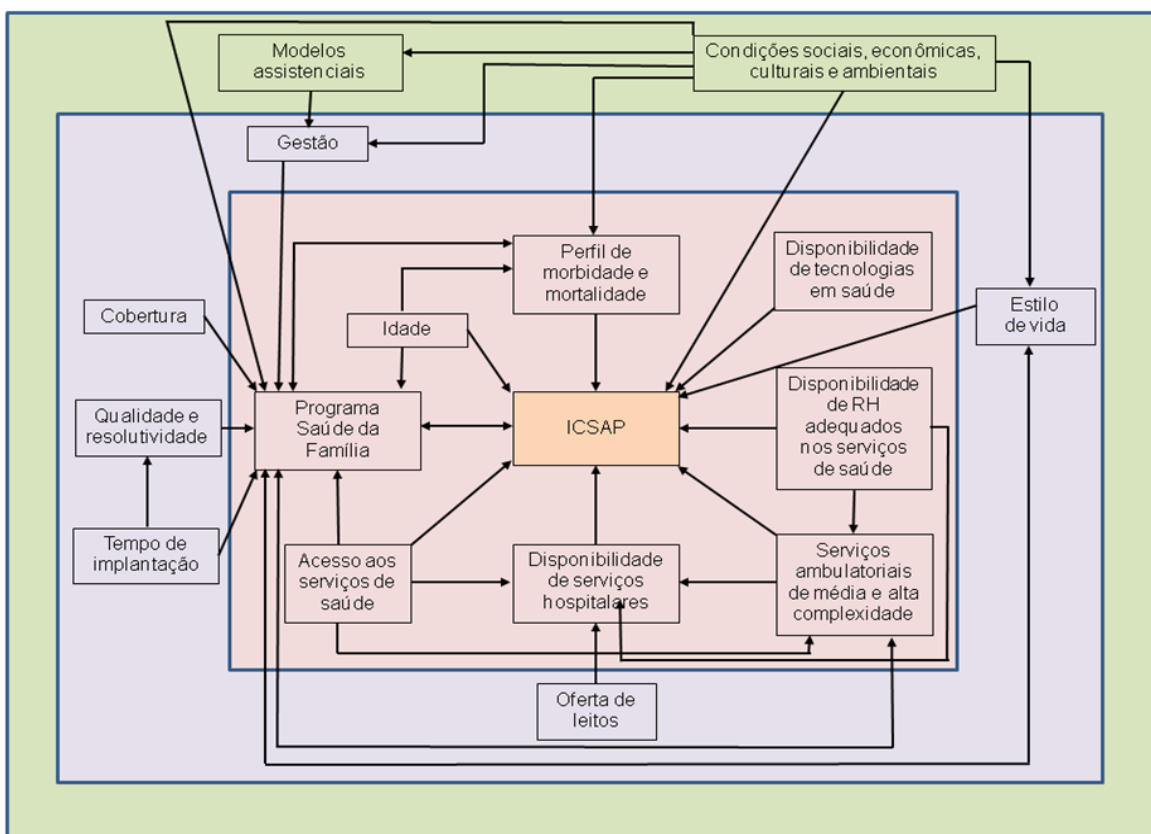 Modelos
assistenciais
Condições sociais, econômicas,
culturais e ambientais
Gestão
Perfil de
morbidade e
mortalidade
Disponibilidade
de tecnologias
em saúde
Cobertura
Idade
Estilo
de vida
Qualidade e
resolutividade
Programa
Saúde da
Família
ICSAP
Disponibilidade
de RH
adequados
nos serviços
de saúde
Tempo de
implantação
Acesso aos
serviços de
saúde
Disponibilidade
de serviços
hospitalares
Serviços
ambulatoriais
de média e alta
complexidade
Oferta de
leitos